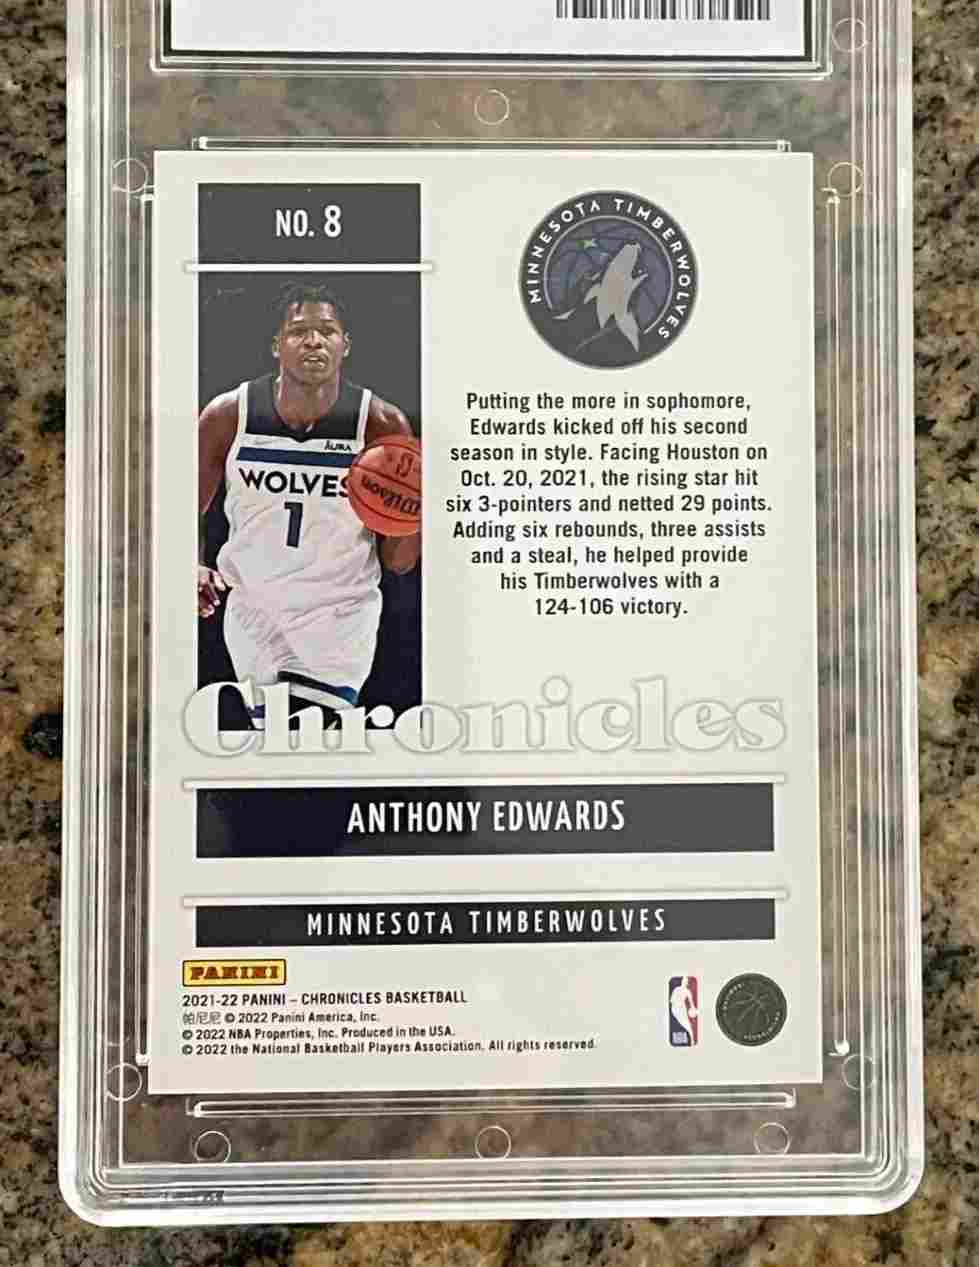 NO. 8
MINNESOTA TIMBERWOLVES
AURA
WOLVES
1
WILSON
Putting the more in sophomore,
Edwards kicked off his second
season in style. Facing Houston on
Oct. 20, 2021, the rising star hit
six 3-pointers and netted 29 points.
Adding six rebounds, three assists
and a steal, he helped provide
his Timberwolves with a
124-106 victory.
Chronicles
ANTHONY EDWARDS
MINNESOTA TIMBERWOLVES
PANINI
2021-22 PANINI – CHRONICLES BASKETBALL
帕尼尼 © 2022 Panini America, Inc.
© 2022 NBA Properties, Inc. Produced in the USA.
© 2022 the National Basketball Players Association. All rights reserved.
NBA